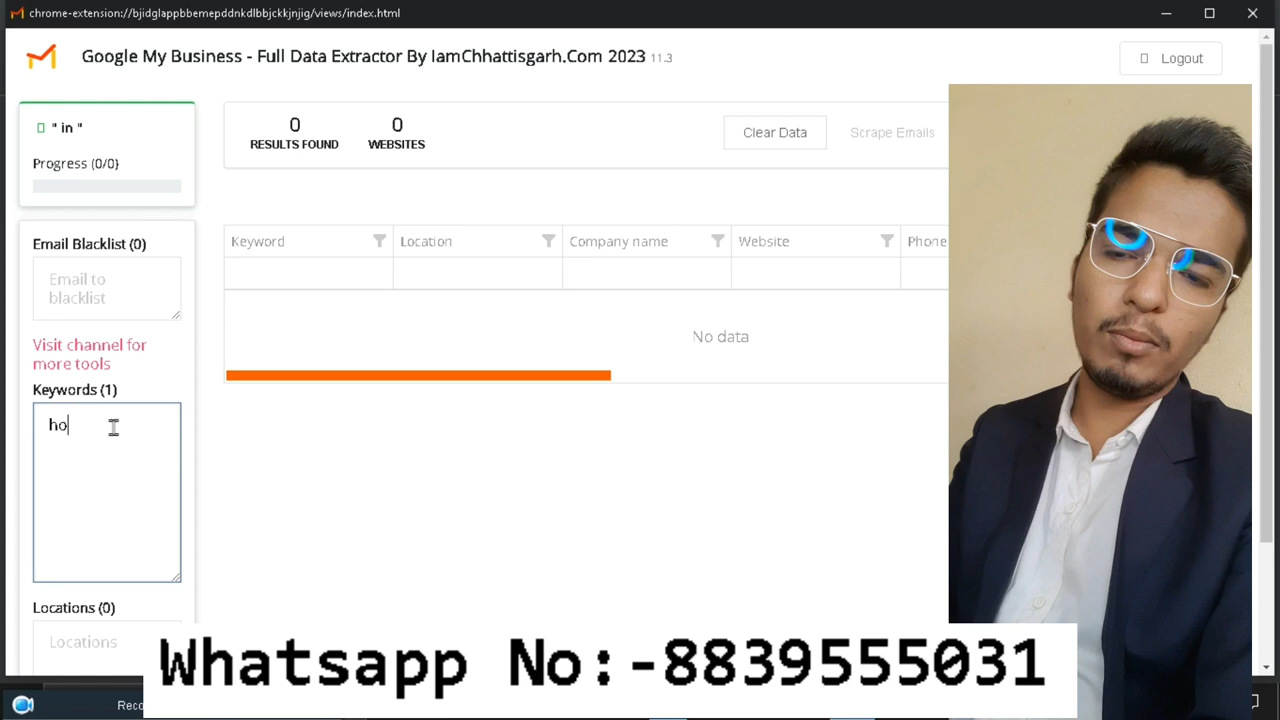 chrome-extension://bjidglappbbemepddnkdlbbjckkjnjig/views/index.html
Google My Business - Full Data Extractor By IamChhattisgarh.Com 2023 11.3
Logout
" in "
Progress (0/0)
0
RESULTS FOUND
0
WEBSITES
Clear Data
Scrape Emails
Email Blacklist (0)
Email to
blacklist
Visit channel for
more tools
Keywords (1)
ho
Locations (0)
Locations
Keyword
Location
Company name
Website
Phone
No data
Whatsapp No:-8839555031
Reco